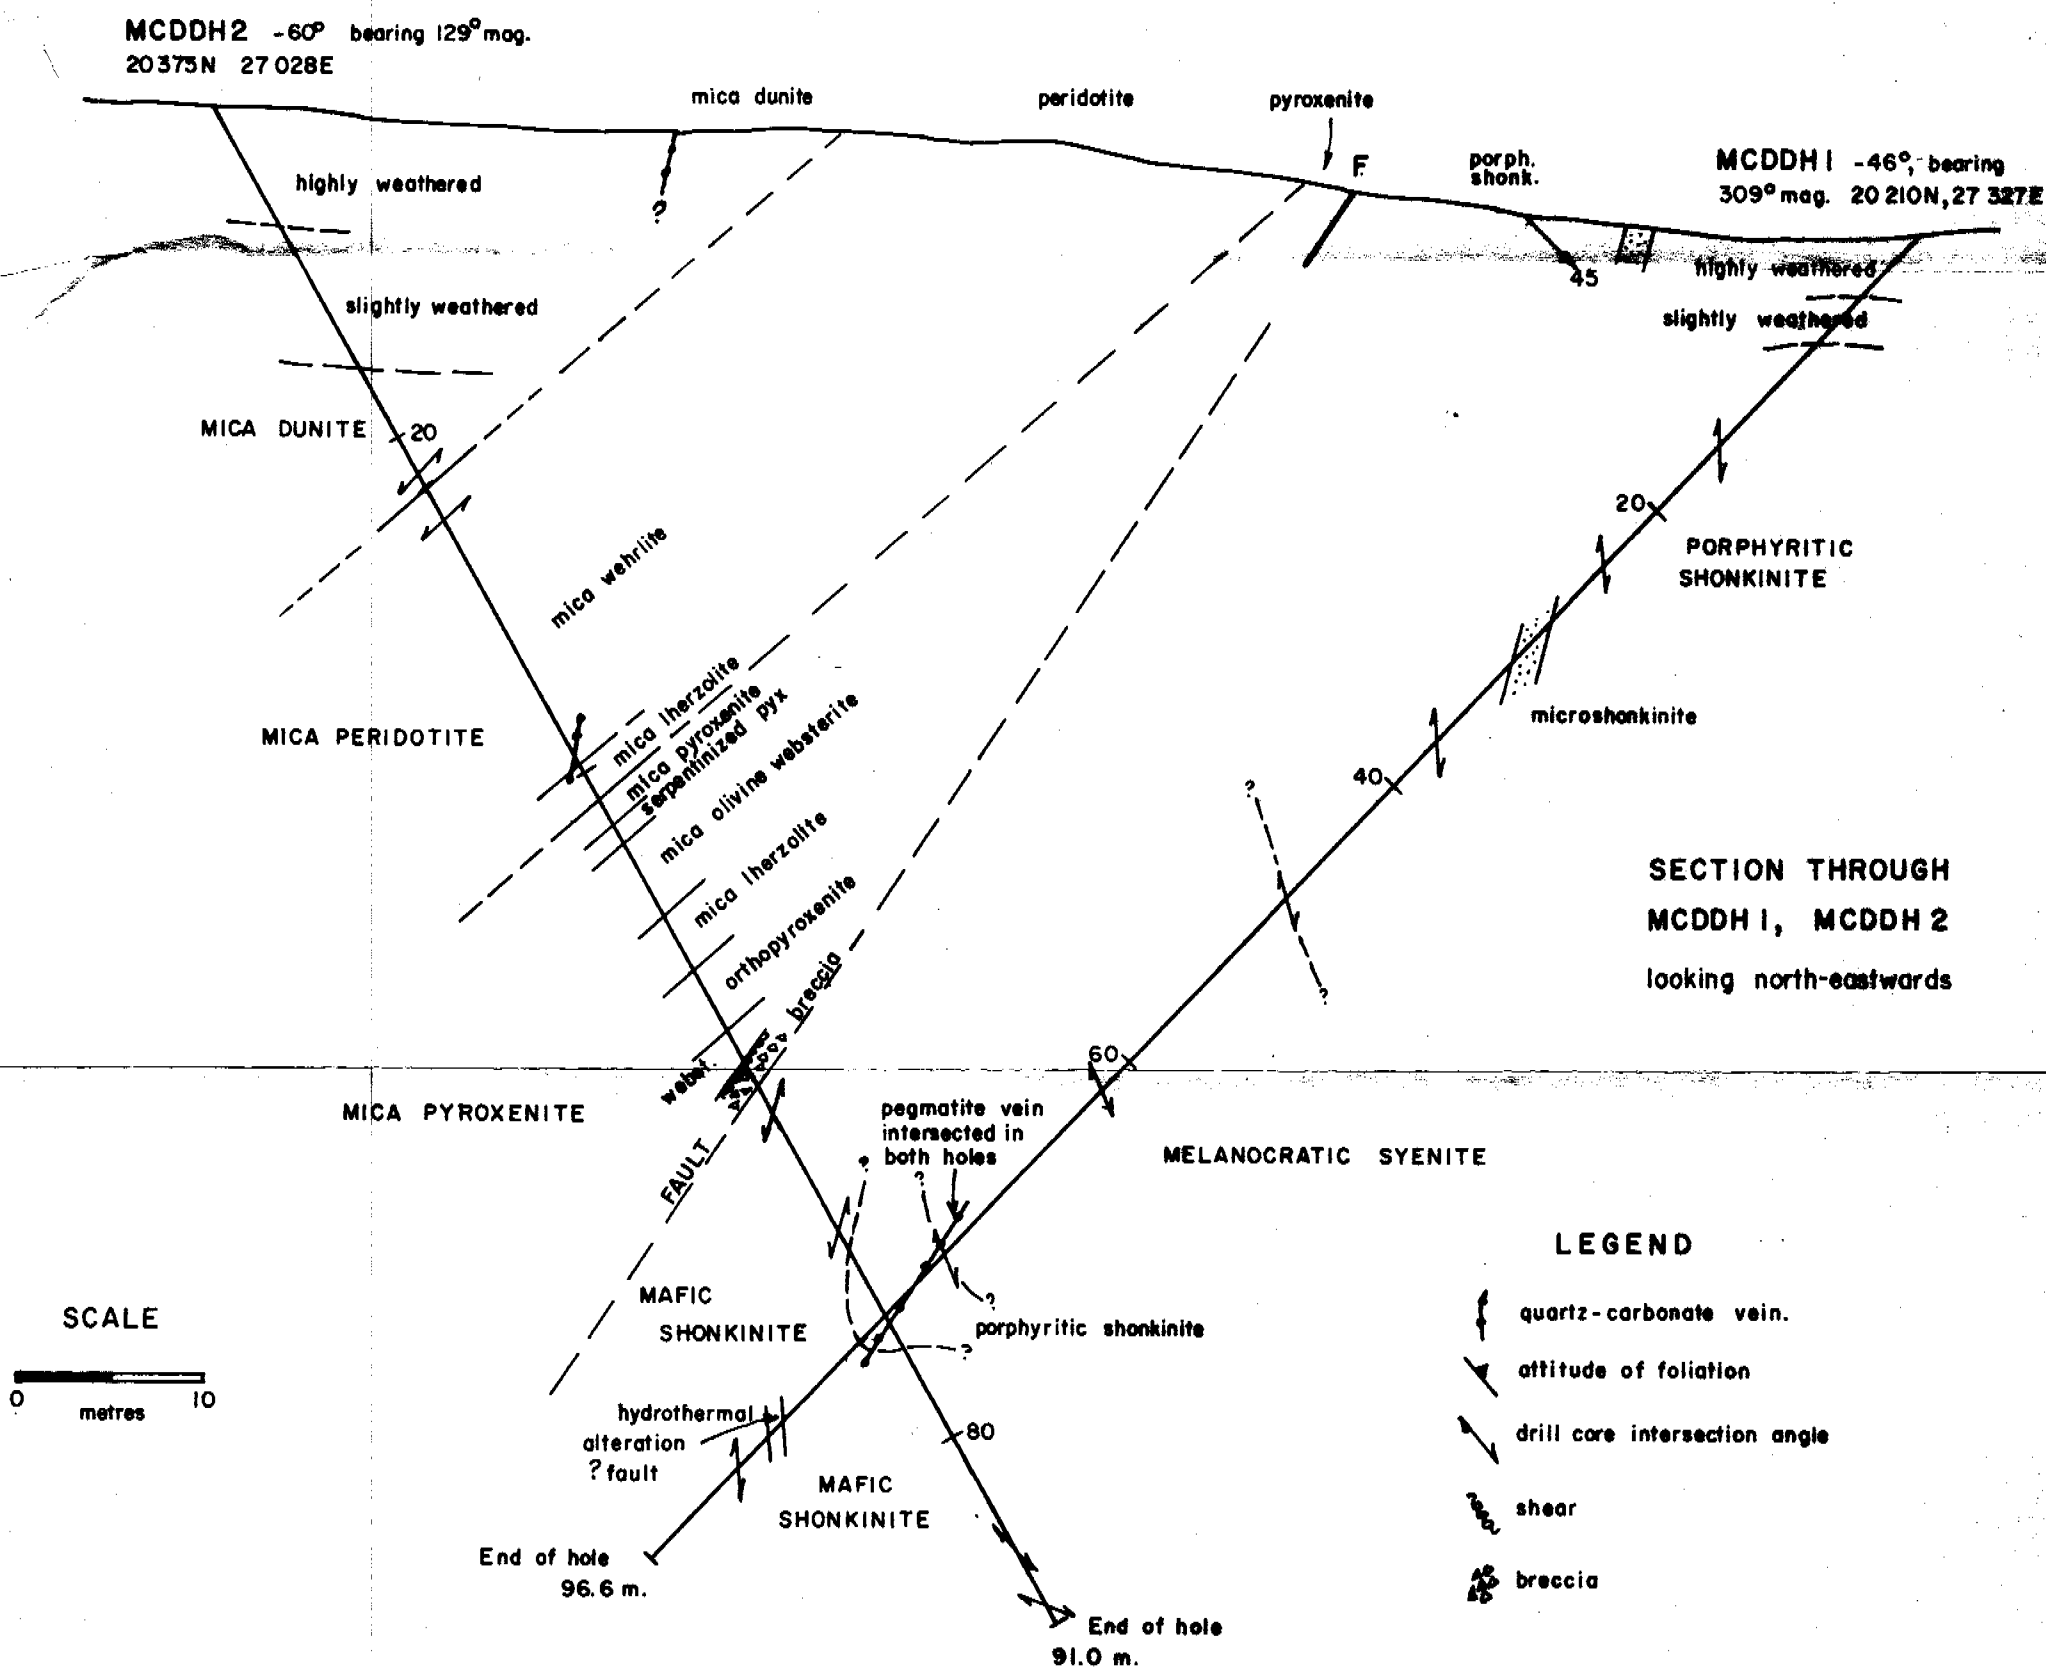 MCDDH2 -60° bearing 129° mag.
20375N 27028E
mica dunite
peridotite
pyroxenite
F
porph.
shonk.
MCDDH1 -46°, bearing
309° mag. 20210N, 27327E
highly weathered
?
45
highly weathered
slightly weathered
slightly weathered
MICA DUNITE
20
20
PORPHYRITIC
SHONKINITE
mica wehrlite
microshonkinite
MICA PERIDOTITE
mica lherzolite
mica pyroxenite
serpentinized pyx
mica olivine websterite
mica lherzolite
orthopyroxenite
breccia
webst.
40
?
?
SECTION THROUGH
MCDDH1, MCDDH2
looking north-eastwards
60
MICA PYROXENITE
FAULT
pegmatite vein
intersected in
both holes
MELANOCRATIC SYENITE
?
?
?
?
MAFIC
SHONKINITE
porphyritic shonkinite
SCALE
0 10
metres
hydrothermal
alteration
? fault
80
MAFIC
SHONKINITE
End of hole
96.6 m.
End of hole
91.0 m.
LEGEND
quartz-carbonate vein.
attitude of foliation
drill core intersection angle
shear
breccia